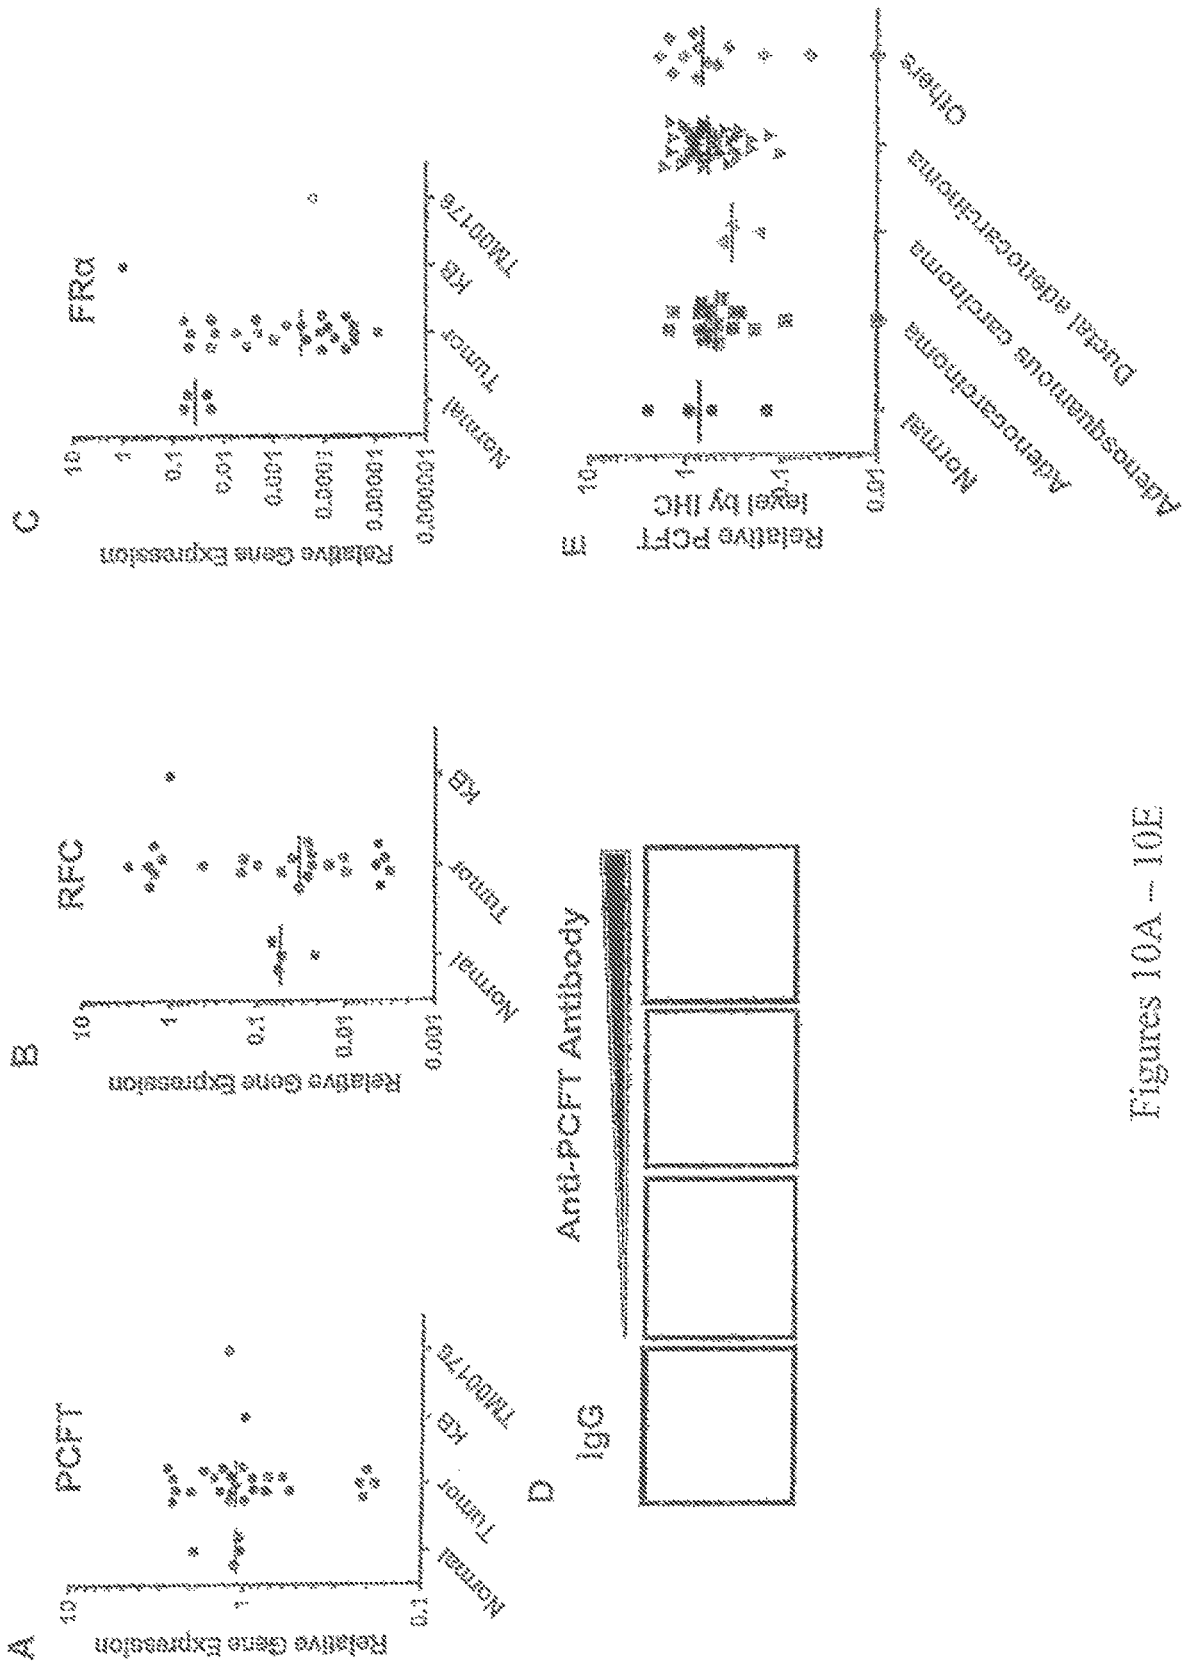 A
PCFT
Relative Gene Expression
10
1
0.1
Normal
Tumor
KB
TM00176
B
RFC
Relative Gene Expression
10
1
0.1
0.01
0.001
Normal
Tumor
KB
C
FRα
Relative Gene Expression
10
1
0.1
0.01
0.001
0.0001
0.00001
0.000001
Normal
Tumor
KB
TM00176
D
IgG
Anti-PCFT Antibody
E
Relative PCFT
level by IHC
10
1
0.1
0.01
Normal
Adenocarcinoma
Adenosquamous carcinoma
Ductal adenocarcinoma
Others
Figures 10A – 10E